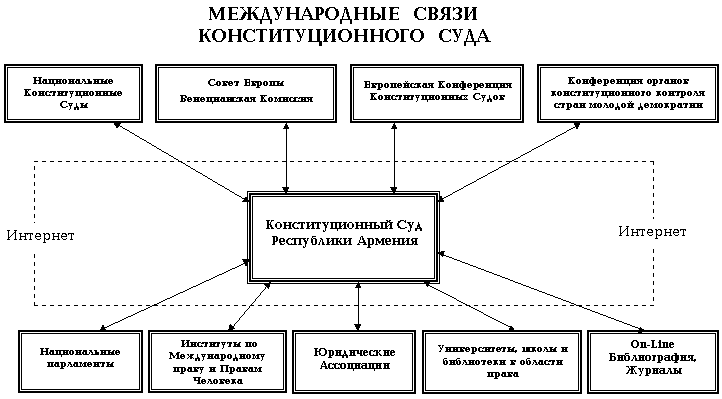 МЕЖДУНАРОДНЫЕ СВЯЗИ
КОНСТИТУЦИОННОГО СУДА
Национальные
Конституционные
Суды
Совет Европы
Венецианская Комиссия
Европейская Конференция
Конституционных Судов
Конференция органов
конституционного контроля
стран молодой демократии
Конституционный Суд
Республики Армения
Интернет
Интернет
Национальные
парламенты
Институты по
Международному
праву и Правам
Человека
Юридические
Ассоциации
Университеты, школы и
библиотеки в области
права
On-Line
Библиография,
Журналы